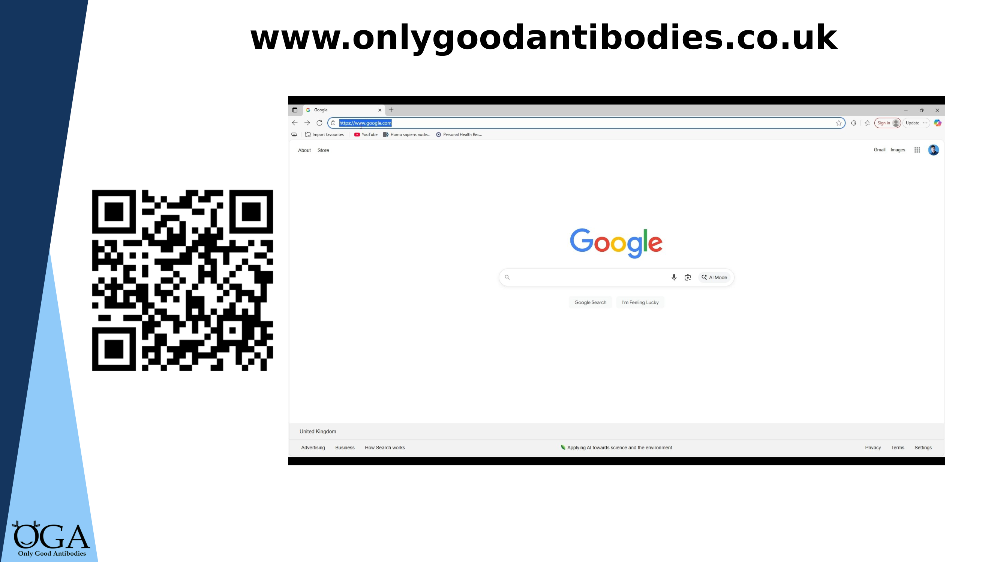 www.onlygoodantibodies.co.uk
Google
https://www.google.com
Sign in
Update
Import favourites
YouTube
Homo sapiens nucle...
Personal Health Rec...
About
Store
Gmail
Images
Google
AI Mode
Google Search
I'm Feeling Lucky
United Kingdom
Advertising
Business
How Search works
Applying AI towards science and the environment
Privacy
Terms
Settings
OGA
Only Good Antibodies